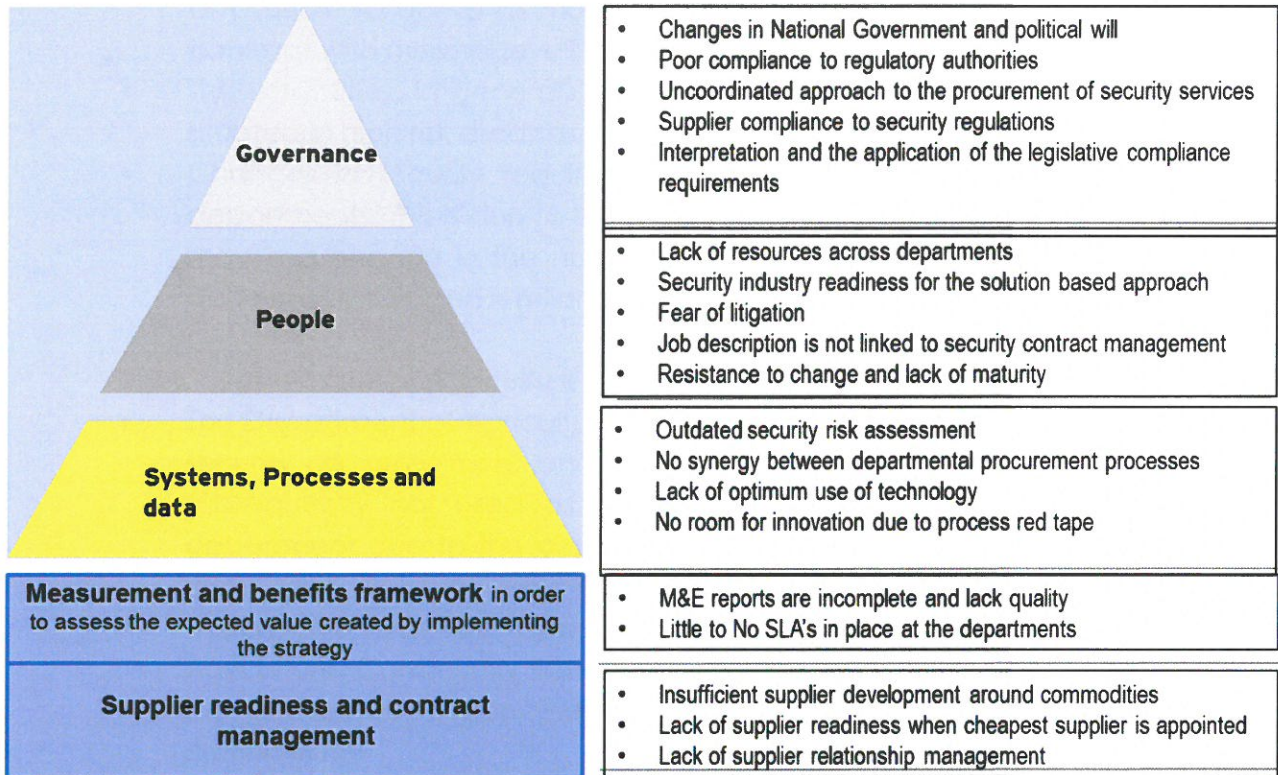 Governance
• Changes in National Government and political will
• Poor compliance to regulatory authorities
• Uncoordinated approach to the procurement of security services
• Supplier compliance to security regulations
• Interpretation and the application of the legislative compliance
requirements
People
• Lack of resources across departments
• Security industry readiness for the solution based approach
• Fear of litigation
• Job description is not linked to security contract management
• Resistance to change and lack of maturity
Systems, Processes and
data
• Outdated security risk assessment
• No synergy between departmental procurement processes
• Lack of optimum use of technology
• No room for innovation due to process red tape
Measurement and benefits framework in order
to assess the expected value created by implementing
the strategy
• M&E reports are incomplete and lack quality
• Little to No SLA's in place at the departments
Supplier readiness and contract
management
• Insufficient supplier development around commodities
• Lack of supplier readiness when cheapest supplier is appointed
• Lack of supplier relationship management